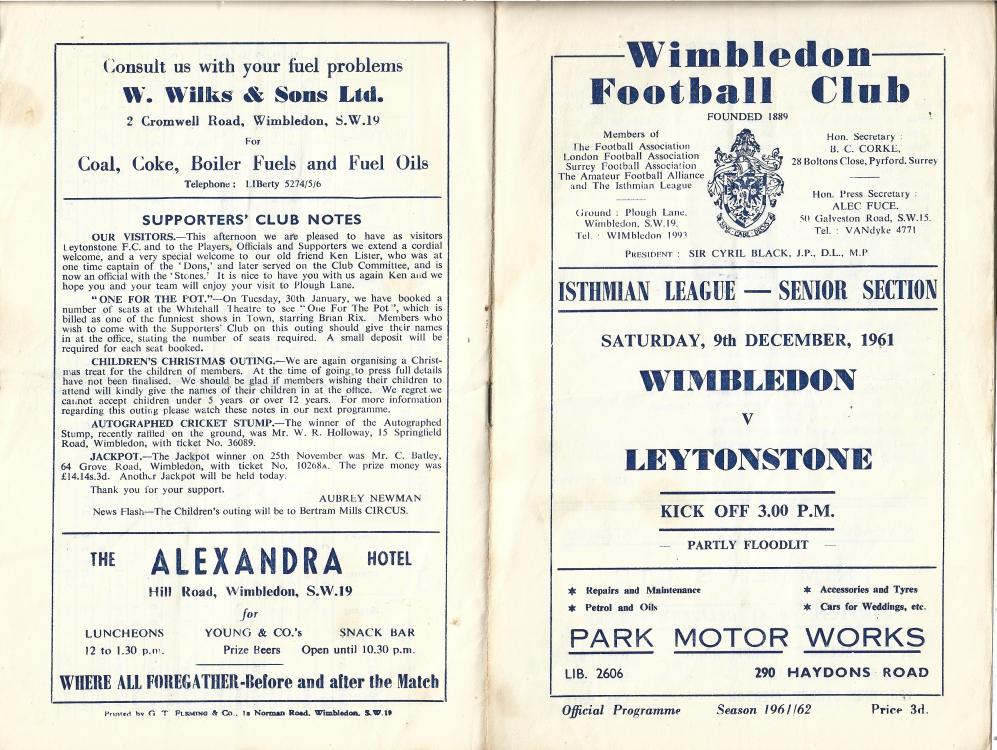 Consult us with your fuel problems
W. Wilks & Sons Ltd.
2 Cromwell Road, Wimbledon, S.W.19
For
Coal, Coke, Boiler Fuels and Fuel Oils
Telephone : LIBerty 5274/5/6
SUPPORTERS' CLUB NOTES
OUR VISITORS.—This afternoon we are pleased to have as visitors
Leytonstone F.C. and to the Players, Officials and Supporters we extend a cordial
welcome, and a very special welcome to our old friend Ken Lister, who was at
one time captain of the 'Dons,' and later served on the Club Committee, and is
now an official with the 'Stones.' It is nice to have you with us again Ken and we
hope you and your team will enjoy your visit to Plough Lane.
"ONE FOR THE POT."—On Tuesday, 30th January, we have booked a
number of seats at the Whitehall Theatre to see "One For The Pot", which is
billed as one of the funniest shows in Town, starring Brian Rix. Members who
wish to come with the Supporters' Club on this outing should give their names
in at the office, stating the number of seats required. A small deposit will be
required for each seat booked.
CHILDREN'S CHRISTMAS OUTING.—We are again organising a Christ-
mas treat for the children of members. At the time of going to press full details
have not been finalised. We should be glad if members wishing their children to
attend will kindly give the names of their children in at the office. We regret we
cannot accept children under 5 years or over 12 years. For more information
regarding this outing please watch these notes in our next programme.
AUTOGRAPHED CRICKET STUMP.—The winner of the Autographed
Stump, recently raffled on the ground, was Mr. W. R. Holloway, 15 Springfield
Road, Wimbledon, with ticket No. 36089.
JACKPOT.—The Jackpot winner on 25th November was Mr. C. Batley,
64 Grove Road, Wimbledon, with ticket No. 10268A. The prize money was
£14.14s.3d. Another Jackpot will be held today.
Thank you for your support.
AUBREY NEWMAN
News Flash—The Children's outing will be to Bertram Mills CIRCUS.
THE ALEXANDRA HOTEL
Hill Road, Wimbledon, S.W.19
for
LUNCHEONS YOUNG & CO.'s SNACK BAR
12 to 1.30 p.m. Prize Beers Open until 10.30 p.m.
WHERE ALL FOREGATHER-Before and after the Match
Printed by G. T. FLEMING & Co., 1a Norman Road, Wimbledon, S.W.19
Wimbledon
Football Club
FOUNDED 1889
Members of
The Football Association
London Football Association
Surrey Football Association
The Amateur Football Alliance
and The Isthmian League
Ground : Plough Lane,
Wimbledon, S.W.19.
Tel. : WIMbledon 1993
Hon. Secretary :
B. C. CORKE,
28 Boltons Close, Pyrford, Surrey
Hon. Press Secretary :
ALEC FUCE,
50 Galveston Road, S.W.15.
Tel. : VANdyke 4771
PRESIDENT : SIR CYRIL BLACK, J.P., D.L., M.P
ISTHMIAN LEAGUE — SENIOR SECTION
SATURDAY, 9th DECEMBER, 1961
WIMBLEDON
V
LEYTONSTONE
KICK OFF 3.00 P.M.
— PARTLY FLOODLIT —
* Repairs and Maintenance * Accessories and Tyres
* Petrol and Oils * Cars for Weddings, etc.
PARK MOTOR WORKS
LIB. 2606 290 HAYDONS ROAD
Official Programme Season 1961/62 Price 3d.